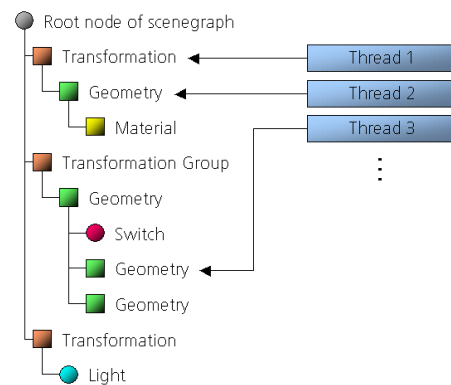 Root node of scenegraph
Transformation
Thread 1
Geometry
Thread 2
Material
Thread 3
Transformation Group
Geometry
Switch
Geometry
Geometry
Transformation
Light